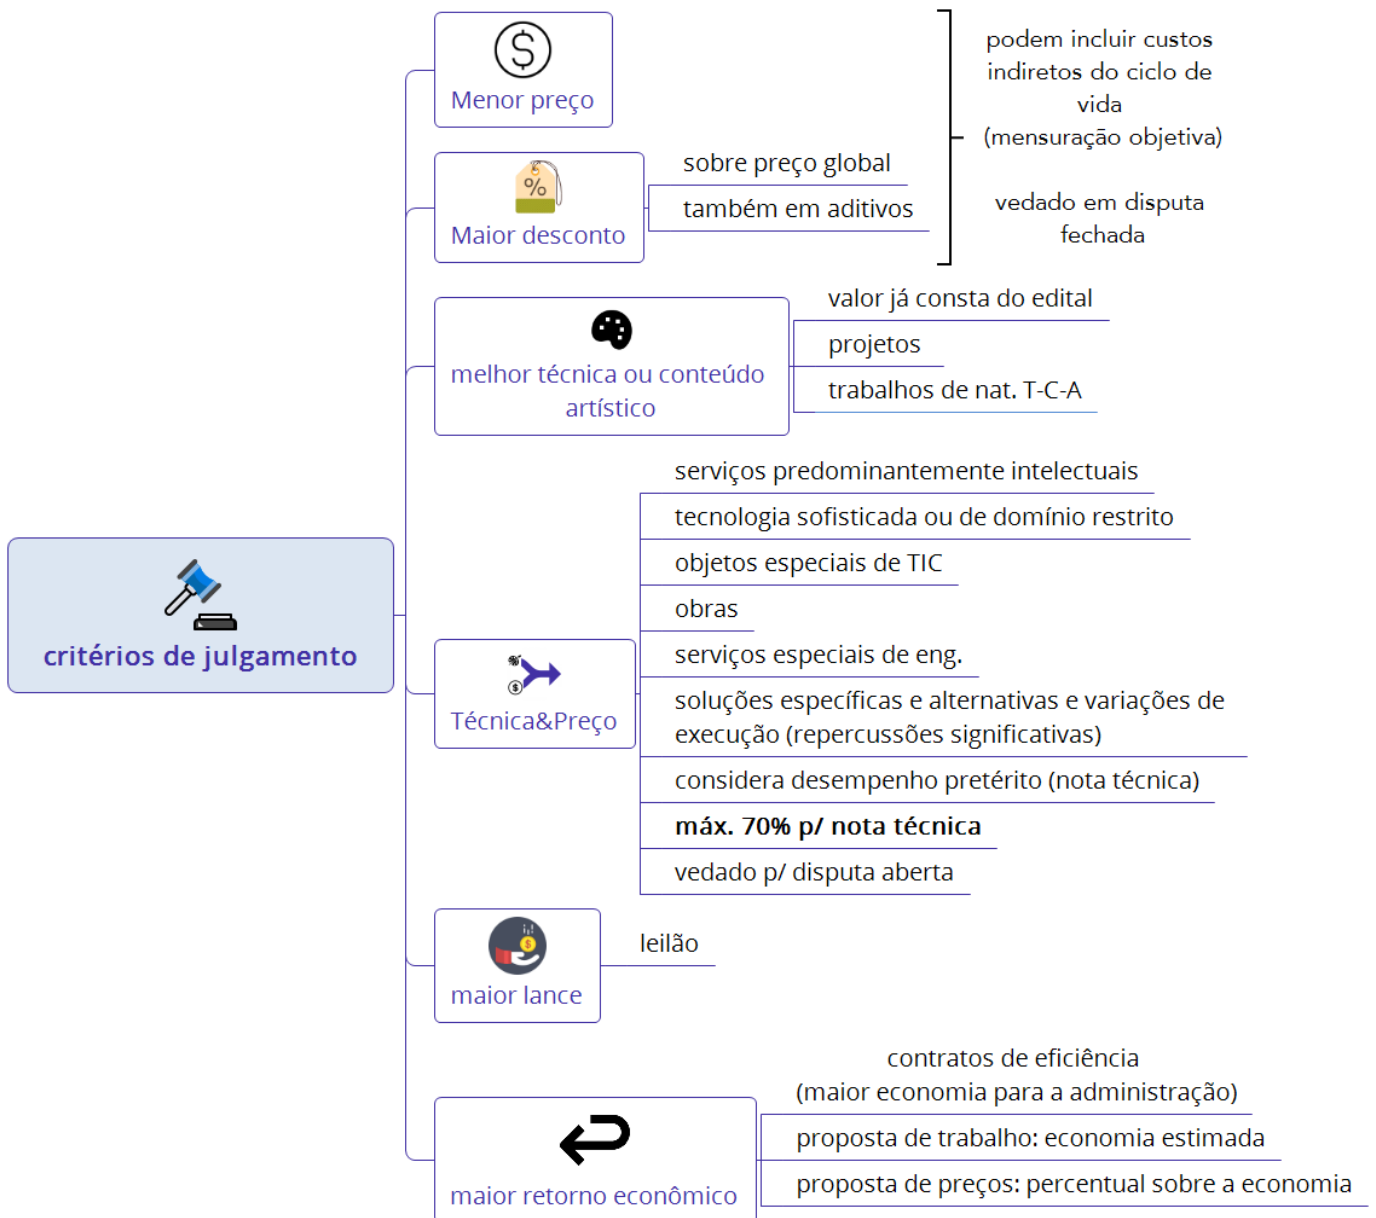 critérios de julgamento
$
Menor preço
%
Maior desconto
sobre preço global
também em aditivos
podem incluir custos
indiretos do ciclo de
vida
(mensuração objetiva)
vedado em disputa
fechada
melhor técnica ou conteúdo
artístico
valor já consta do edital
projetos
trabalhos de nat. T-C-A
$
Técnica&Preço
serviços predominantemente intelectuais
tecnologia sofisticada ou de domínio restrito
objetos especiais de TIC
obras
serviços especiais de eng.
soluções específicas e alternativas e variações de
execução (repercussões significativas)
considera desempenho pretérito (nota técnica)
máx. 70% p/ nota técnica
vedado p/ disputa aberta
$
maior lance
leilão
maior retorno econômico
contratos de eficiência
(maior economia para a administração)
proposta de trabalho: economia estimada
proposta de preços: percentual sobre a economia